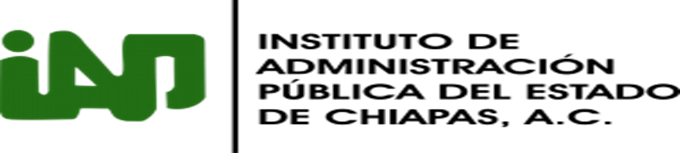 iAP
INSTITUTO DE
ADMINISTRACIÓN
PÚBLICA DEL ESTADO
DE CHIAPAS, A.C.